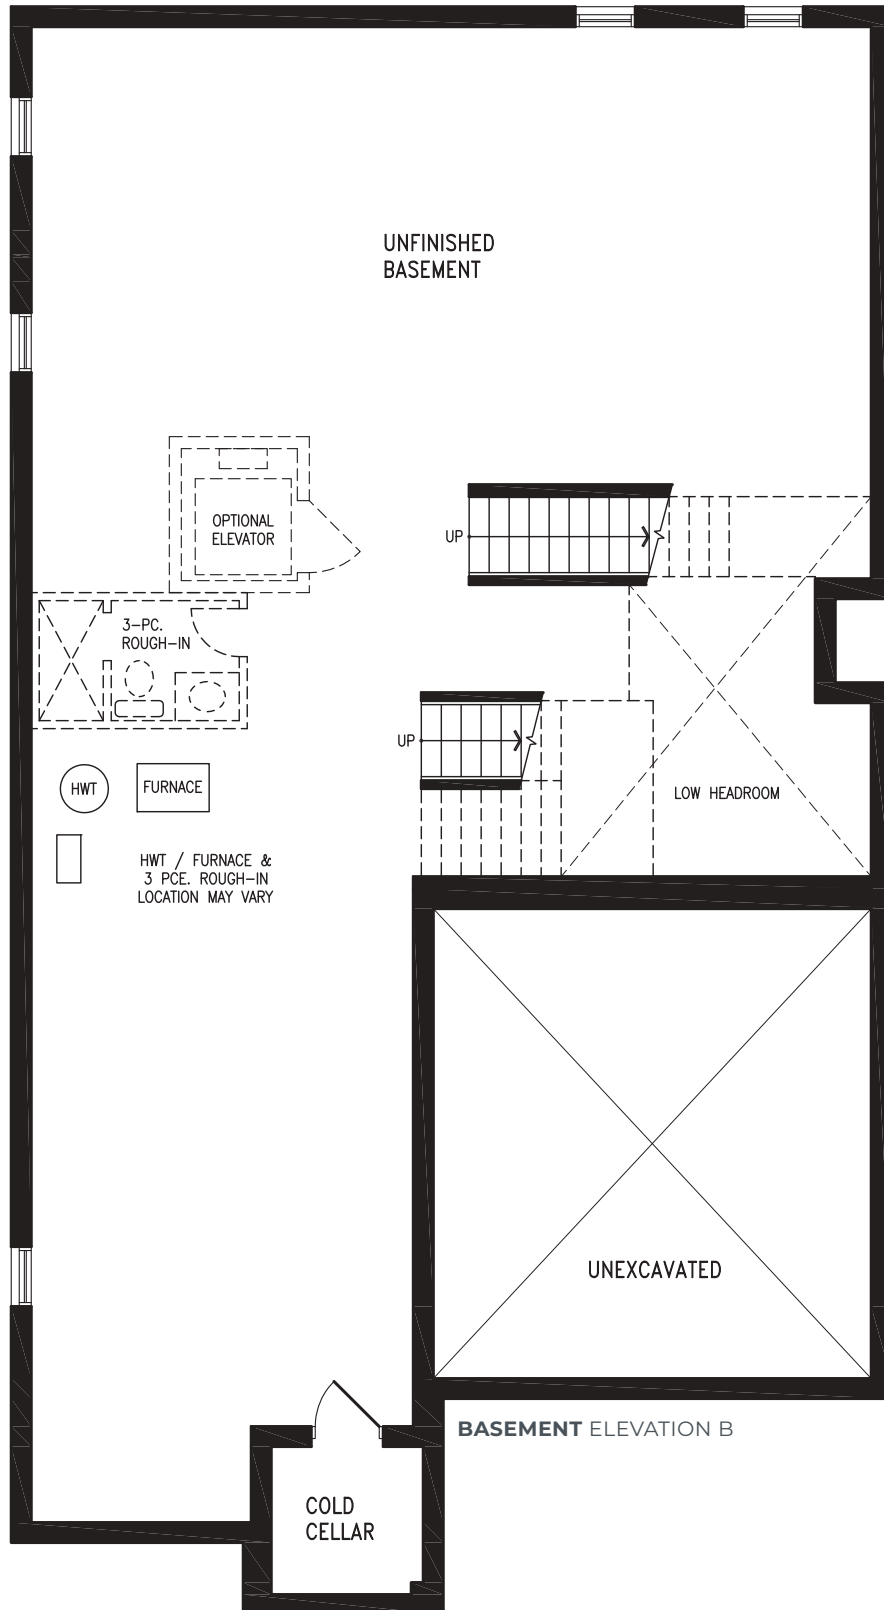 UNFINISHED
BASEMENT
OPTIONAL
ELEVATOR
UP
3-PC.
ROUGH-IN
UP
HWT
FURNACE
LOW HEADROOM
HWT / FURNACE &
3 PCE. ROUGH-IN
LOCATION MAY VARY
UNEXCAVATED
BASEMENT ELEVATION B
COLD
CELLAR